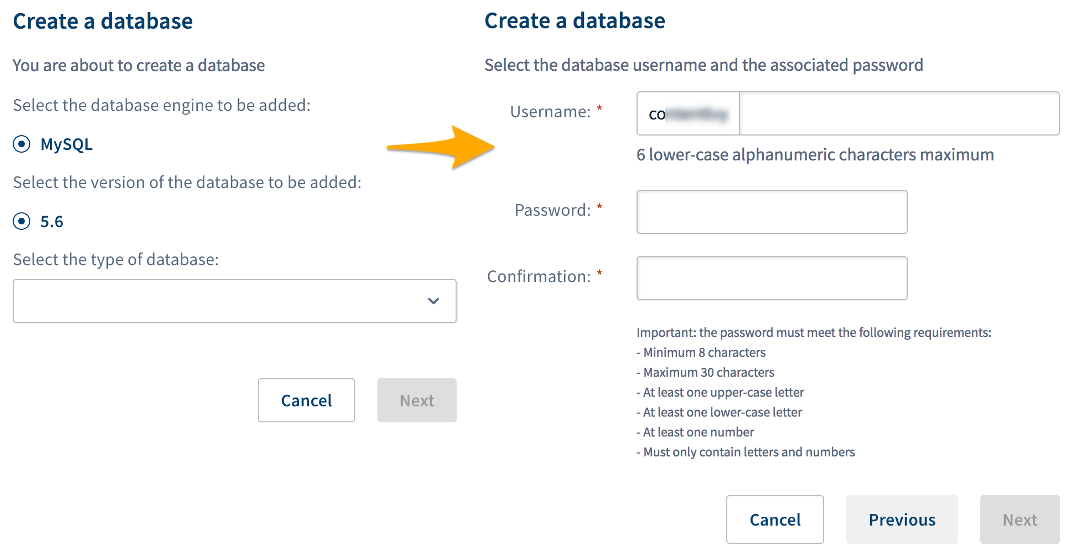 Create a database
You are about to create a database
Select the database engine to be added:
MySQL
Select the version of the database to be added:
5.6
Select the type of database:
Cancel
Next
Create a database
Select the database username and the associated password
Username: *
co
6 lower-case alphanumeric characters maximum
Password: *
Confirmation: *
Important: the password must meet the following requirements:
- Minimum 8 characters
- Maximum 30 characters
- At least one upper-case letter
- At least one lower-case letter
- At least one number
- Must only contain letters and numbers
Cancel
Previous
Next